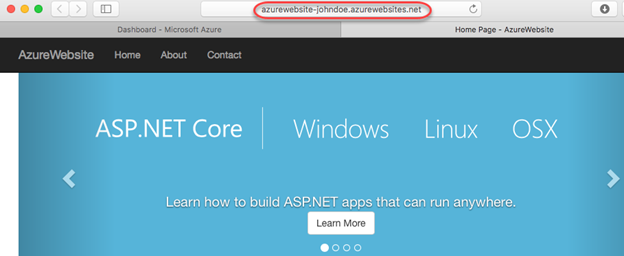 azurewebsite-johndoe.azurewebsites.net
Dashboard - Microsoft Azure
Home Page - AzureWebsite
AzureWebsite Home About Contact
ASP.NET Core Windows Linux OSX
Learn how to build ASP.NET apps that can run anywhere.
Learn More